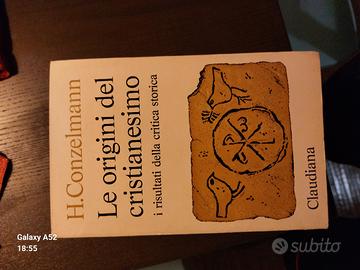 H. Conzelmann
Le origini del
cristianesimo
i risultati della critica storica
Claudiana
Galaxy A52
18:55
subito